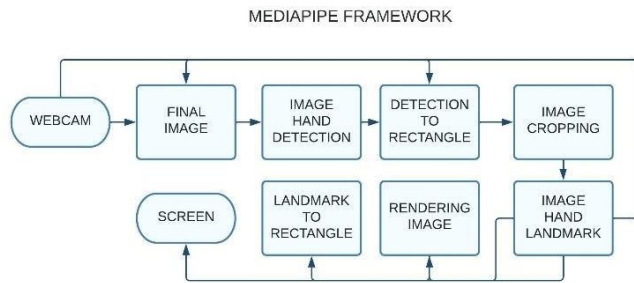 MEDIAPIPE FRAMEWORK
WEBCAM
FINAL
IMAGE
IMAGE
HAND
DETECTION
DETECTION
TO
RECTANGLE
IMAGE
CROPPING
SCREEN
LANDMARK
TO
RECTANGLE
RENDERING
IMAGE
IMAGE
HAND
LANDMARK